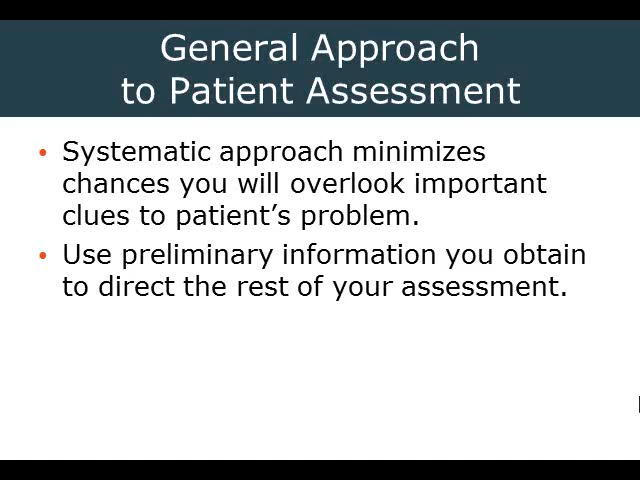 General Approach
to Patient Assessment
• Systematic approach minimizes
chances you will overlook important
clues to patient’s problem.
• Use preliminary information you obtain
to direct the rest of your assessment.